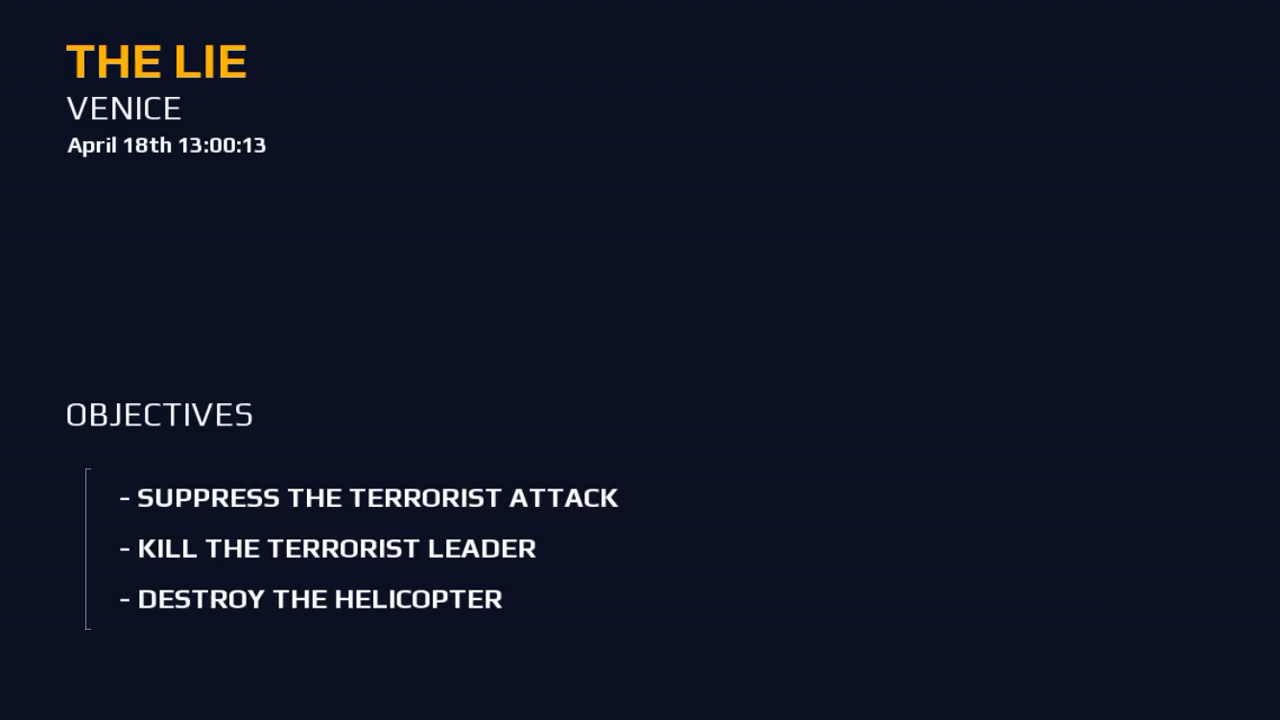 THE LIE
VENICE
April 18th 13:00:13
OBJECTIVES
- SUPPRESS THE TERRORIST ATTACK
- KILL THE TERRORIST LEADER
- DESTROY THE HELICOPTER